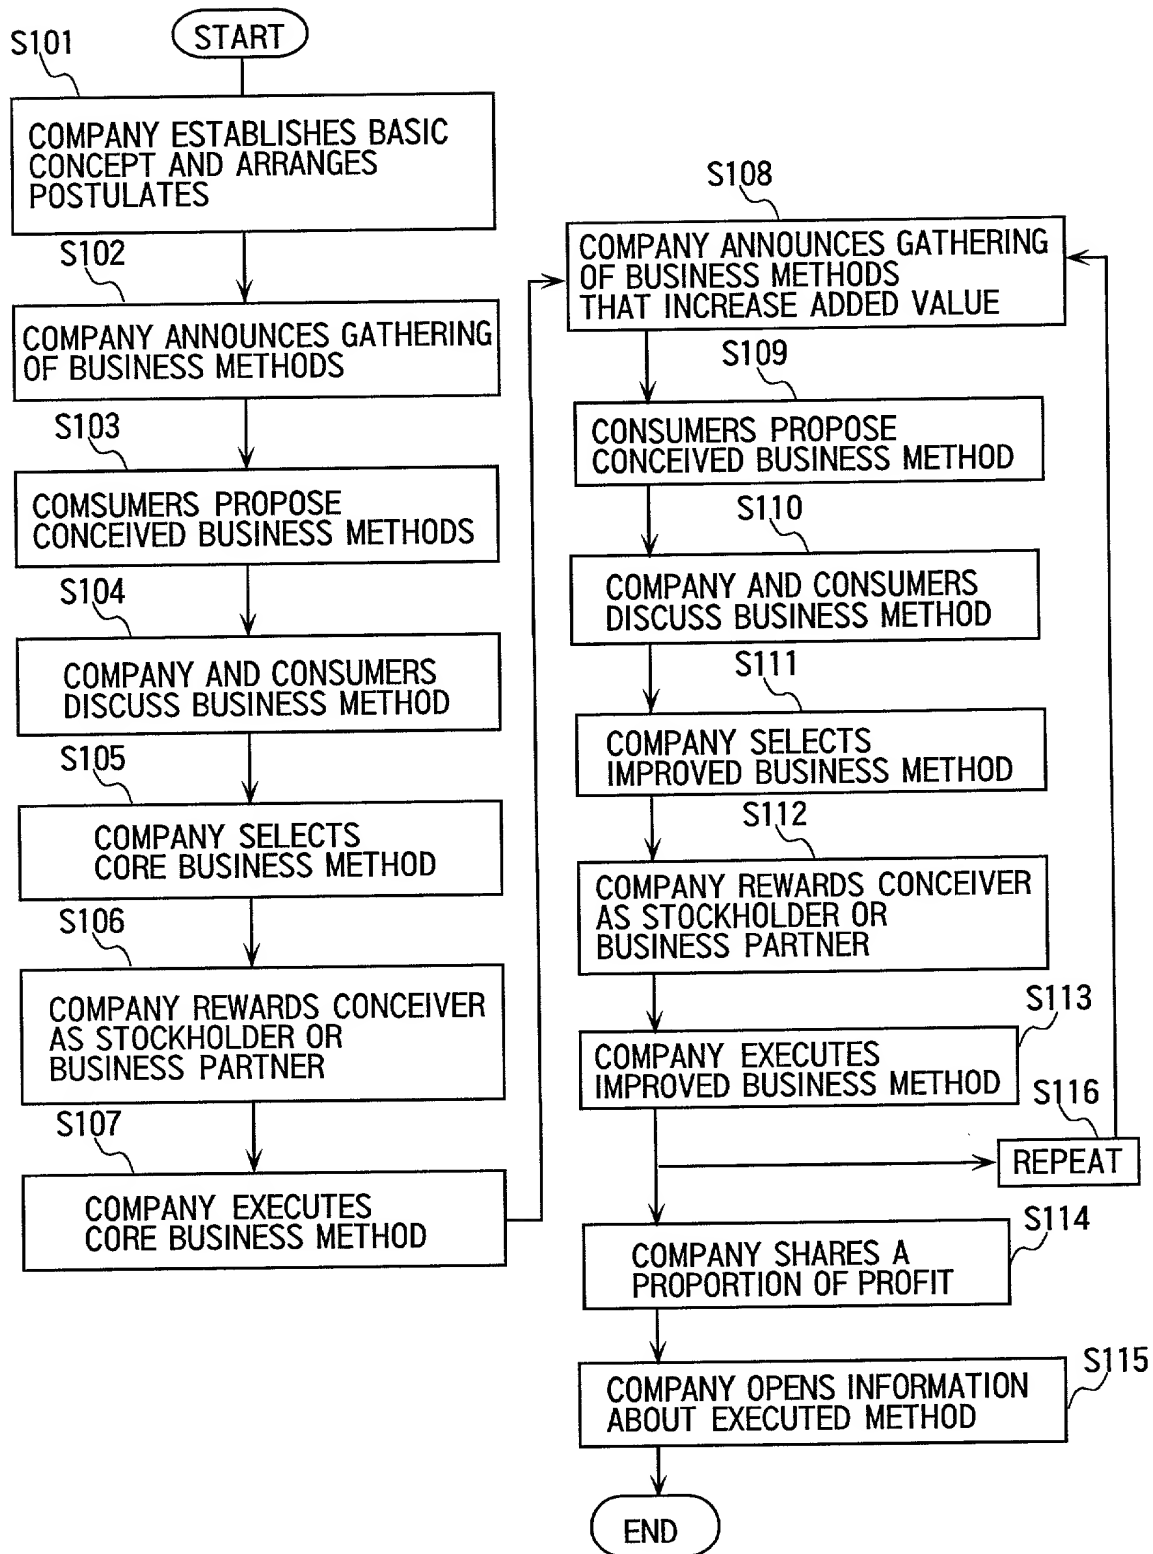 START
S101
COMPANY ESTABLISHES BASIC
CONCEPT AND ARRANGES
POSTULATES
S102
COMPANY ANNOUNCES GATHERING
OF BUSINESS METHODS
S103
COMSUMERS PROPOSE
CONCEIVED BUSINESS METHODS
S104
COMPANY AND CONSUMERS
DISCUSS BUSINESS METHOD
S105
COMPANY SELECTS
CORE BUSINESS METHOD
S106
COMPANY REWARDS CONCEIVER
AS STOCKHOLDER OR
BUSINESS PARTNER
S107
COMPANY EXECUTES
CORE BUSINESS METHOD
S108
COMPANY ANNOUNCES GATHERING
OF BUSINESS METHODS
THAT INCREASE ADDED VALUE
S109
CONSUMERS PROPOSE
CONCEIVED BUSINESS METHOD
S110
COMPANY AND CONSUMERS
DISCUSS BUSINESS METHOD
S111
COMPANY SELECTS
IMPROVED BUSINESS METHOD
S112
COMPANY REWARDS CONCEIVER
AS STOCKHOLDER OR
BUSINESS PARTNER
S113
COMPANY EXECUTES
IMPROVED BUSINESS METHOD
S116
REPEAT
S114
COMPANY SHARES A
PROPORTION OF PROFIT
S115
COMPANY OPENS INFORMATION
ABOUT EXECUTED METHOD
END